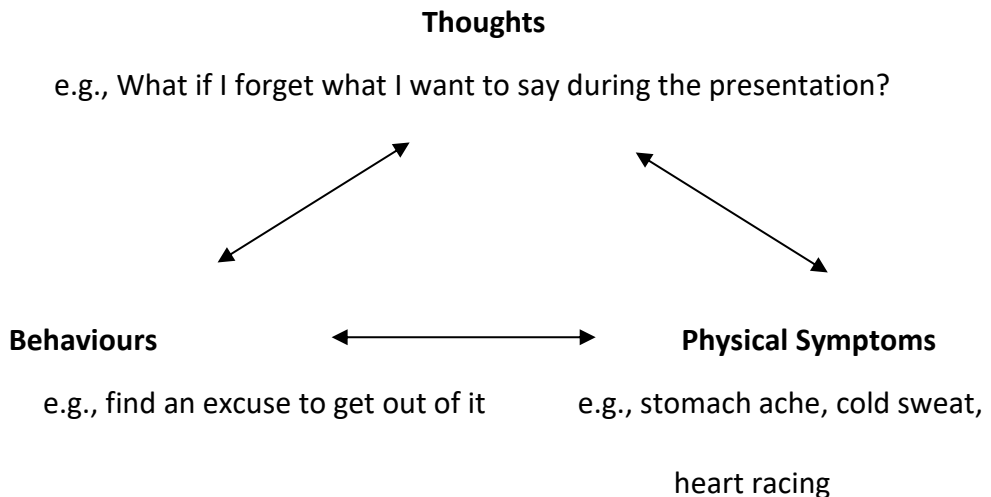 Thoughts
e.g., What if I forget what I want to say during the presentation?
Behaviours
Physical Symptoms
e.g., find an excuse to get out of it
e.g., stomach ache, cold sweat,
heart racing